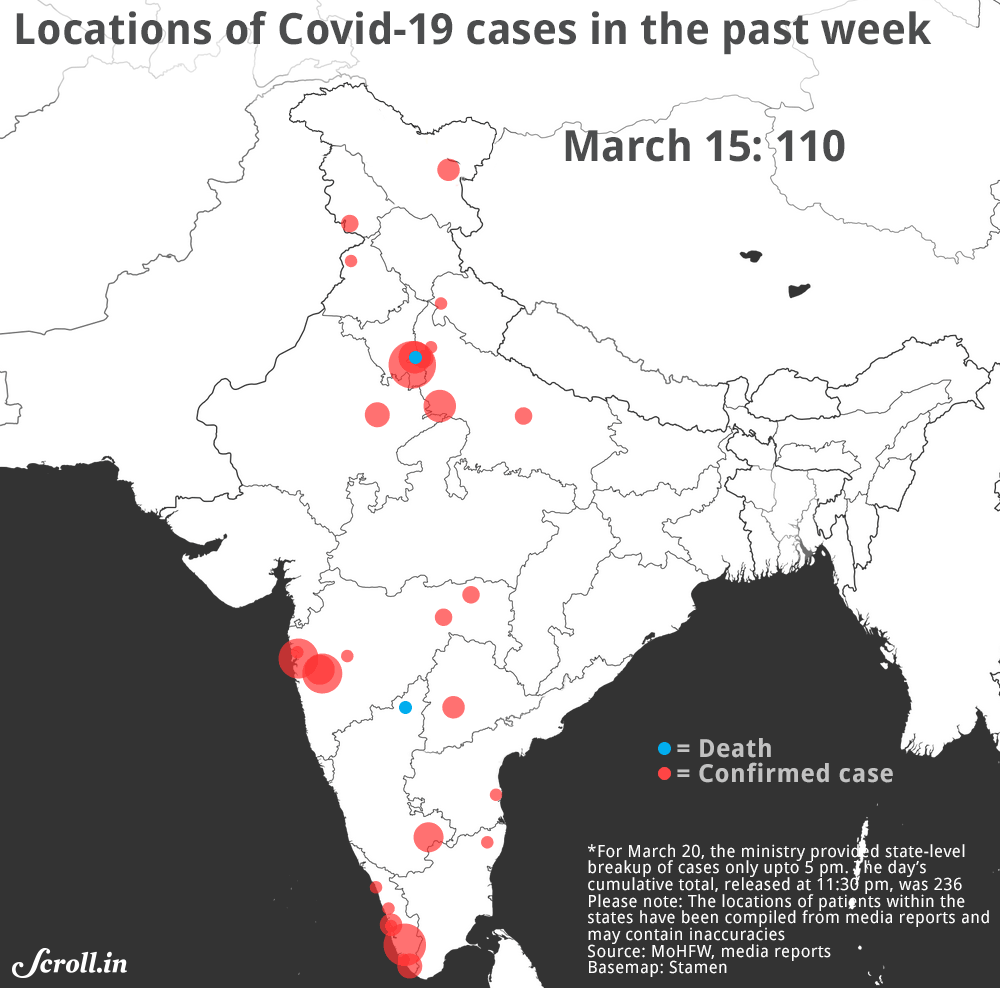 Locations of Covid-19 cases in the past week
March 15: 110
= Death
= Confirmed case
*For March 20, the ministry provided state-level
breakup of cases only upto 5 pm. The day's
cumulative total, released at 11:30 pm, was 236
Please note: The locations of patients within the
states have been compiled from media reports and
may contain inaccuracies
Source: MoHFW, media reports
Basemap: Stamen
Scroll.in